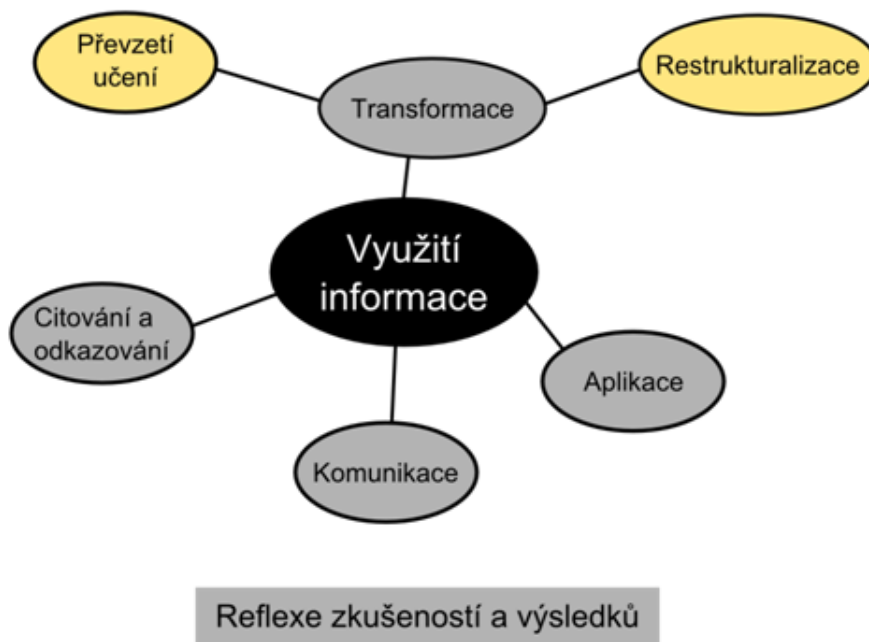 Převzetí
učení
Restrukturalizace
Transformace
Využití
informace
Citování a
odkazování
Aplikace
Komunikace
Reflexe zkušeností a výsledků